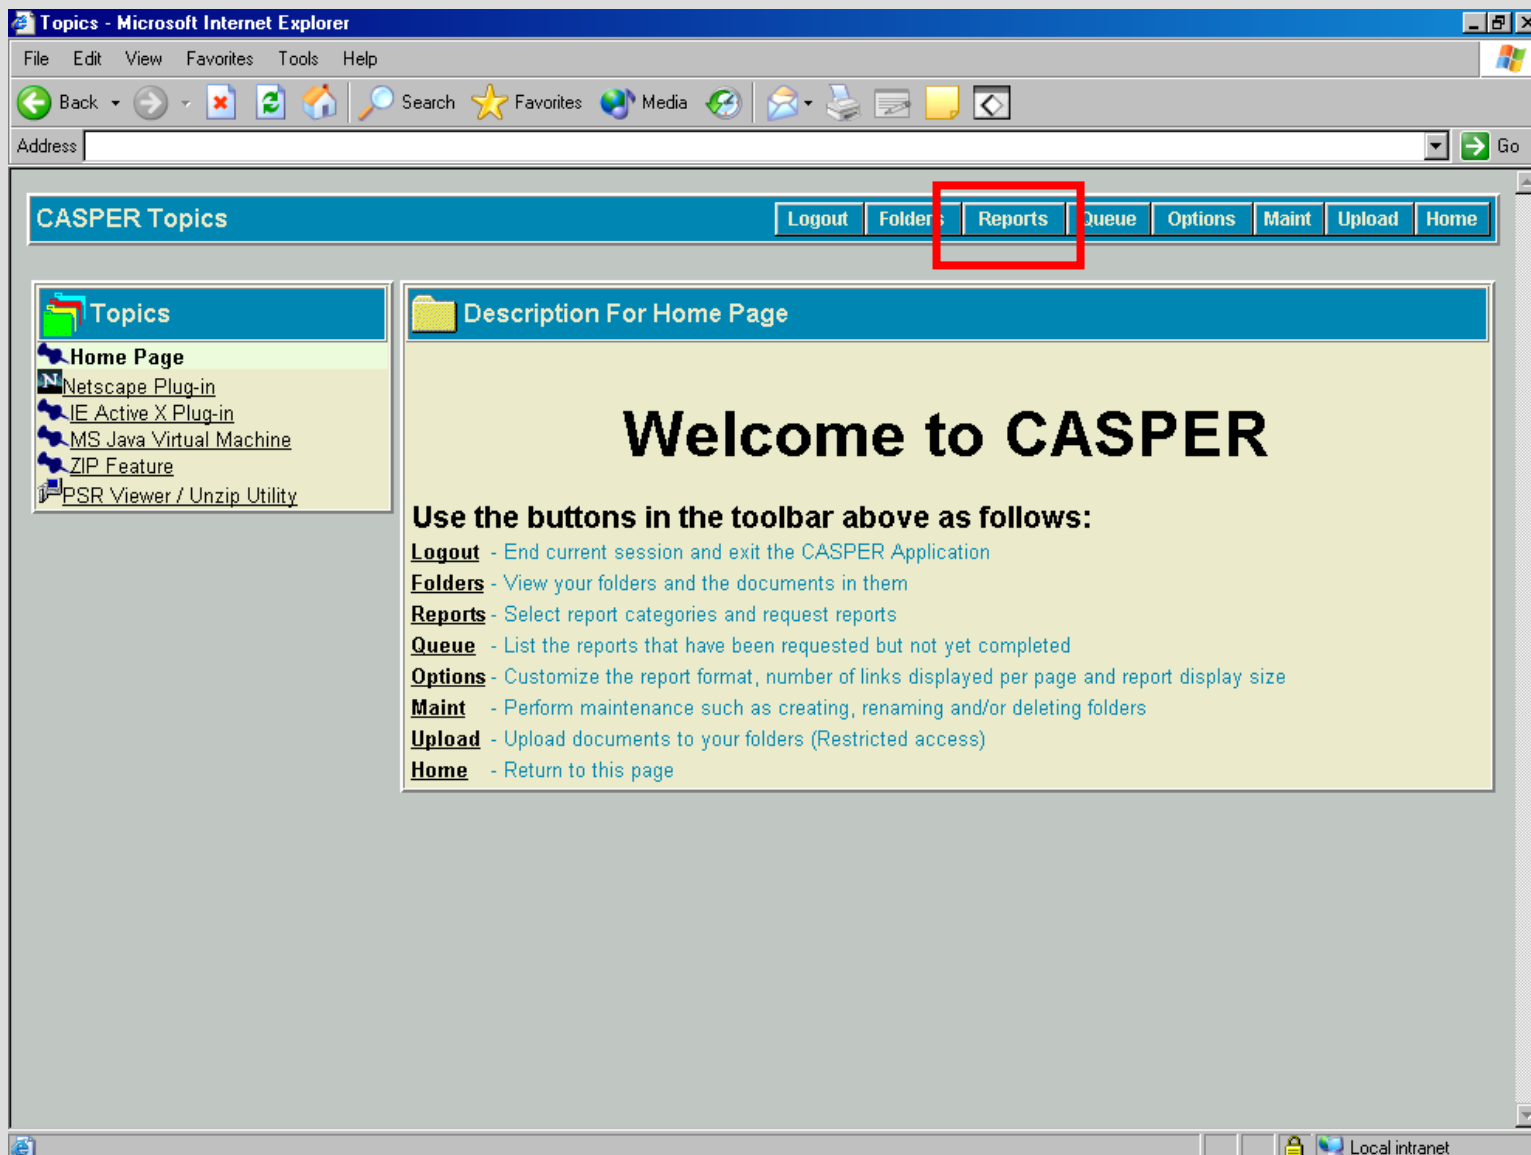 Topics - Microsoft Internet Explorer
File Edit View Favorites Tools Help
Back Search Favorites Media
Address Go
CASPER Topics Logout Folders Reports Queue Options Maint Upload Home
Topics
Home Page
Netscape Plug-in
IE Active X Plug-in
MS Java Virtual Machine
ZIP Feature
PSR Viewer / Unzip Utility
Description For Home Page
Welcome to CASPER
Use the buttons in the toolbar above as follows:
Logout - End current session and exit the CASPER Application
Folders - View your folders and the documents in them
Reports - Select report categories and request reports
Queue - List the reports that have been requested but not yet completed
Options - Customize the report format, number of links displayed per page and report display size
Maint - Perform maintenance such as creating, renaming and/or deleting folders
Upload - Upload documents to your folders (Restricted access)
Home - Return to this page
Local intranet